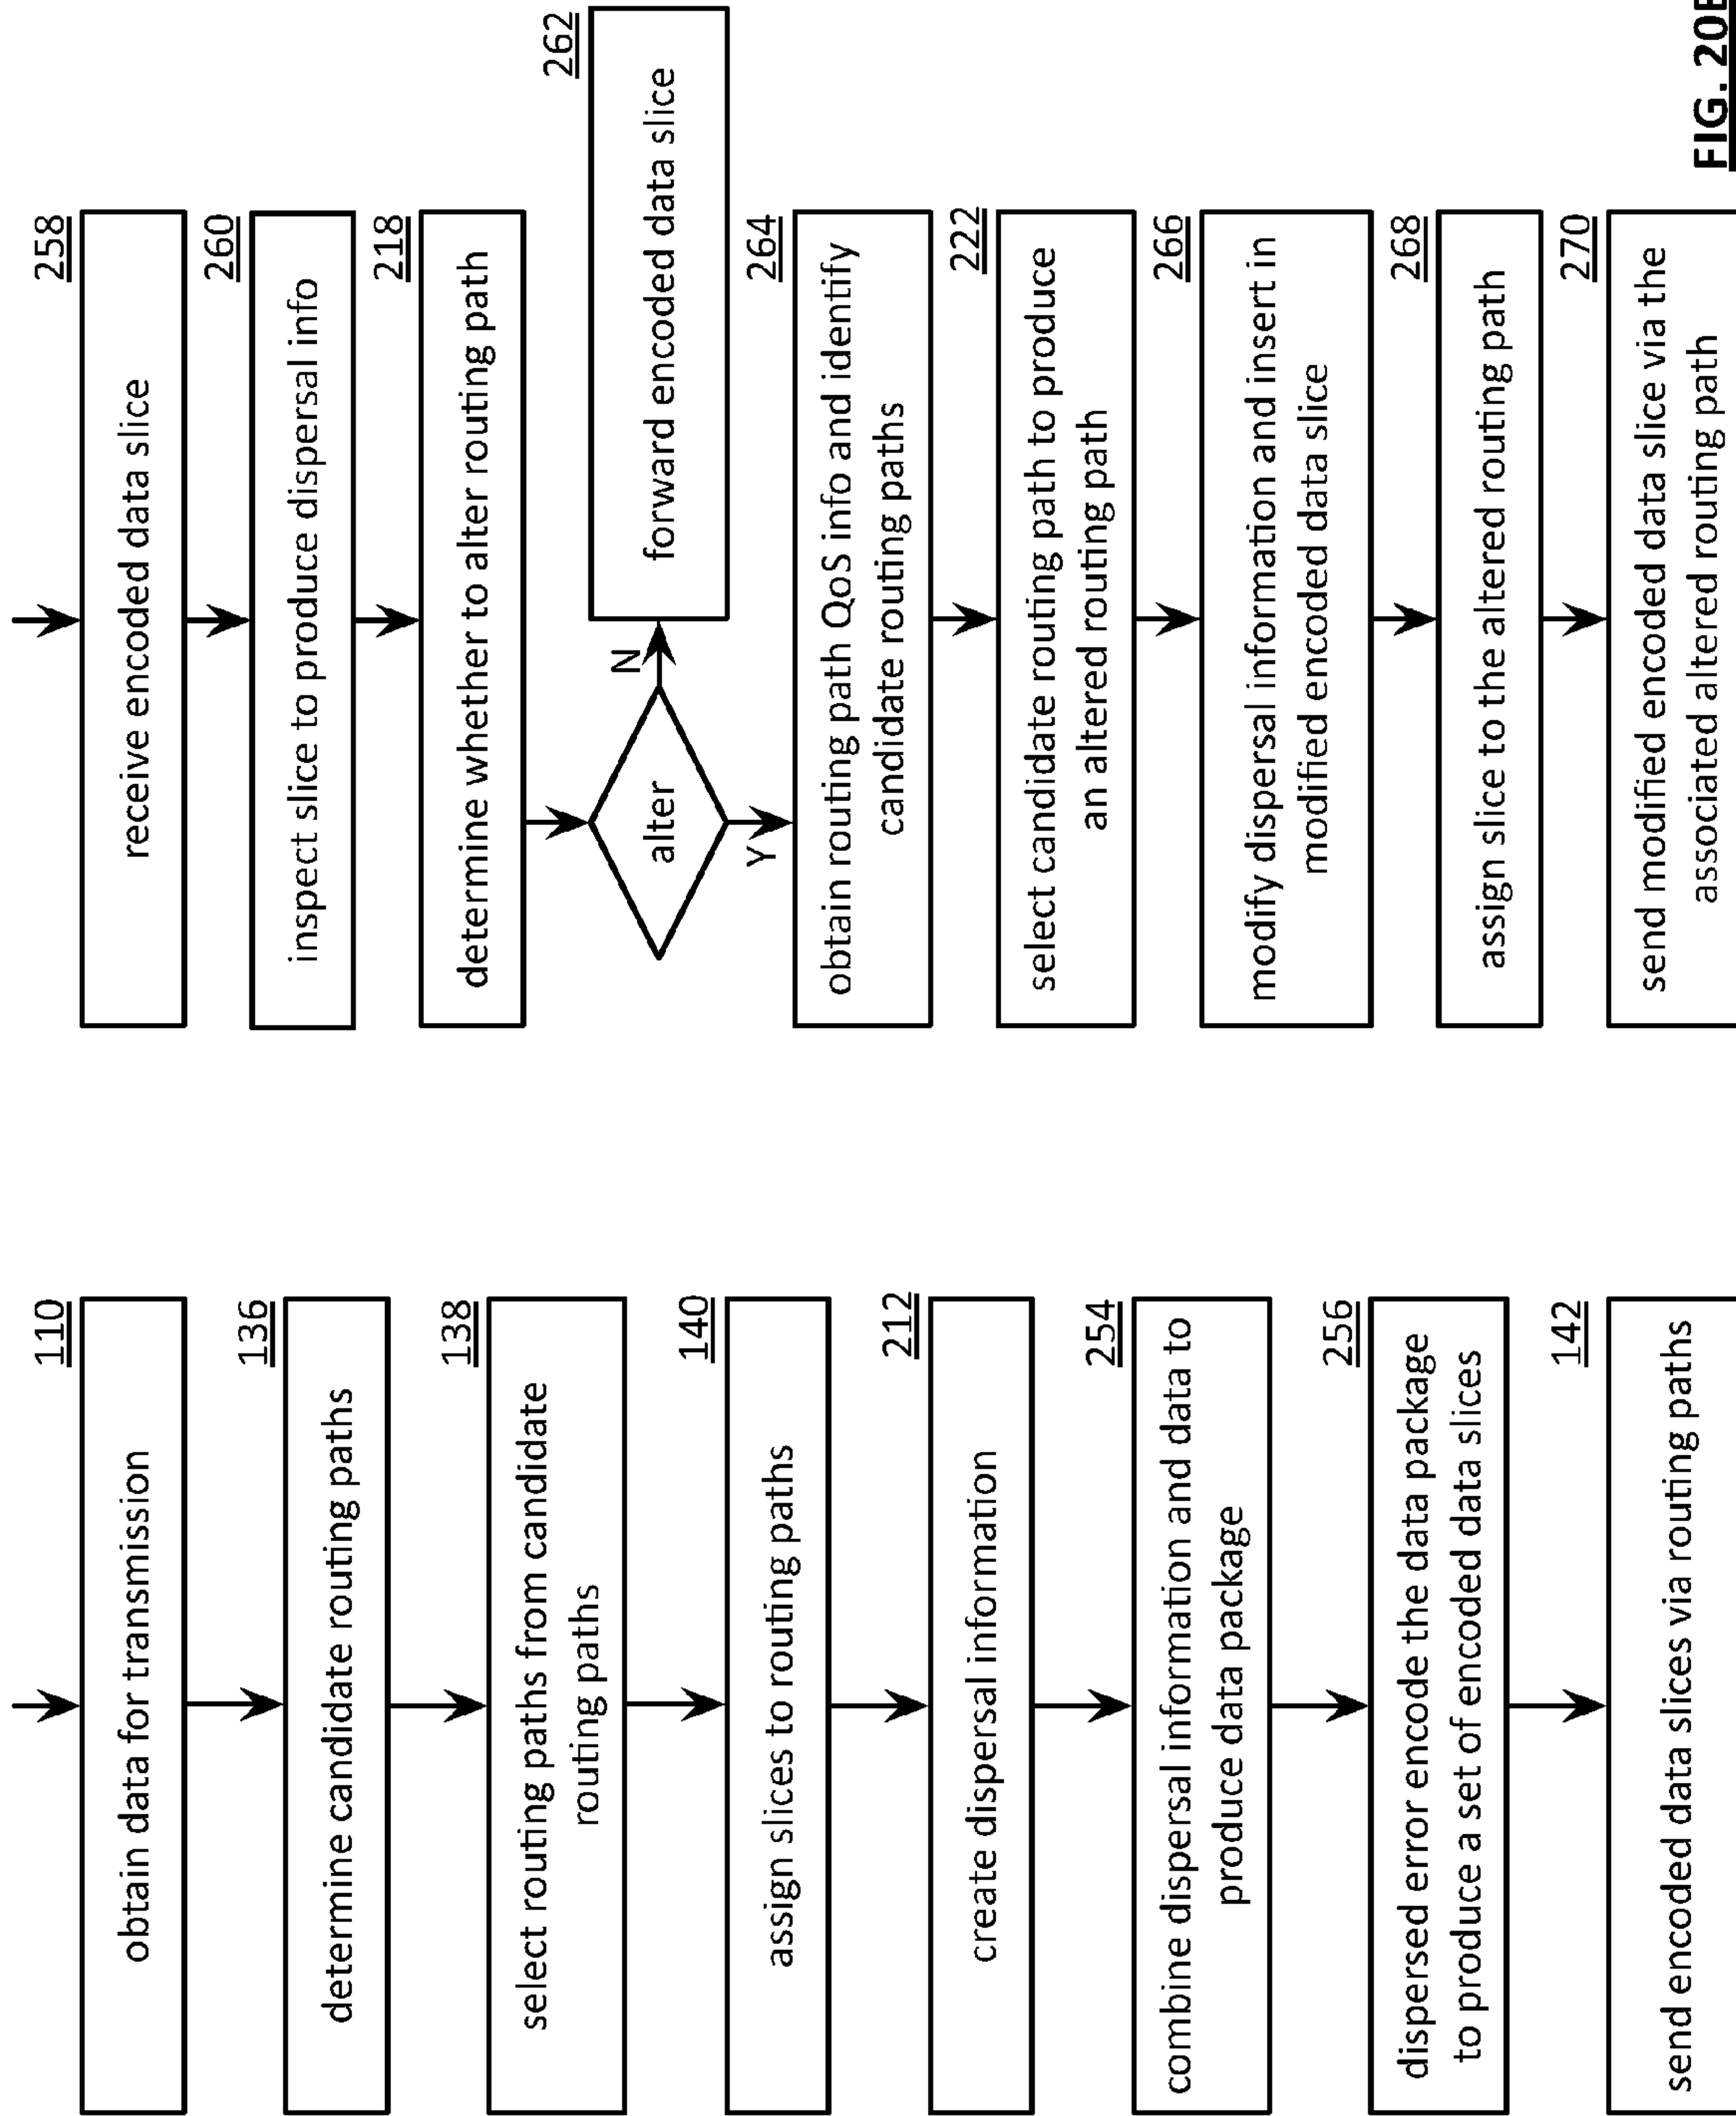 110
obtain data for transmission
136
determine candidate routing paths
138
select routing paths from candidate
routing paths
140
assign slices to routing paths
212
create dispersal information
254
combine dispersal information and data to
produce data package
256
dispersed error encode the data package
to produce a set of encoded data slices
142
send encoded data slices via routing paths
258
receive encoded data slice
260
inspect slice to produce dispersal info
218
determine whether to alter routing path
alter
N
262
forward encoded data slice
Y
264
obtain routing path QoS info and identify
candidate routing paths
222
select candidate routing path to produce
an altered routing path
266
modify dispersal information and insert in
modified encoded data slice
268
assign slice to the altered routing path
270
send modified encoded data slice via the
associated altered routing path
FIG. 20B